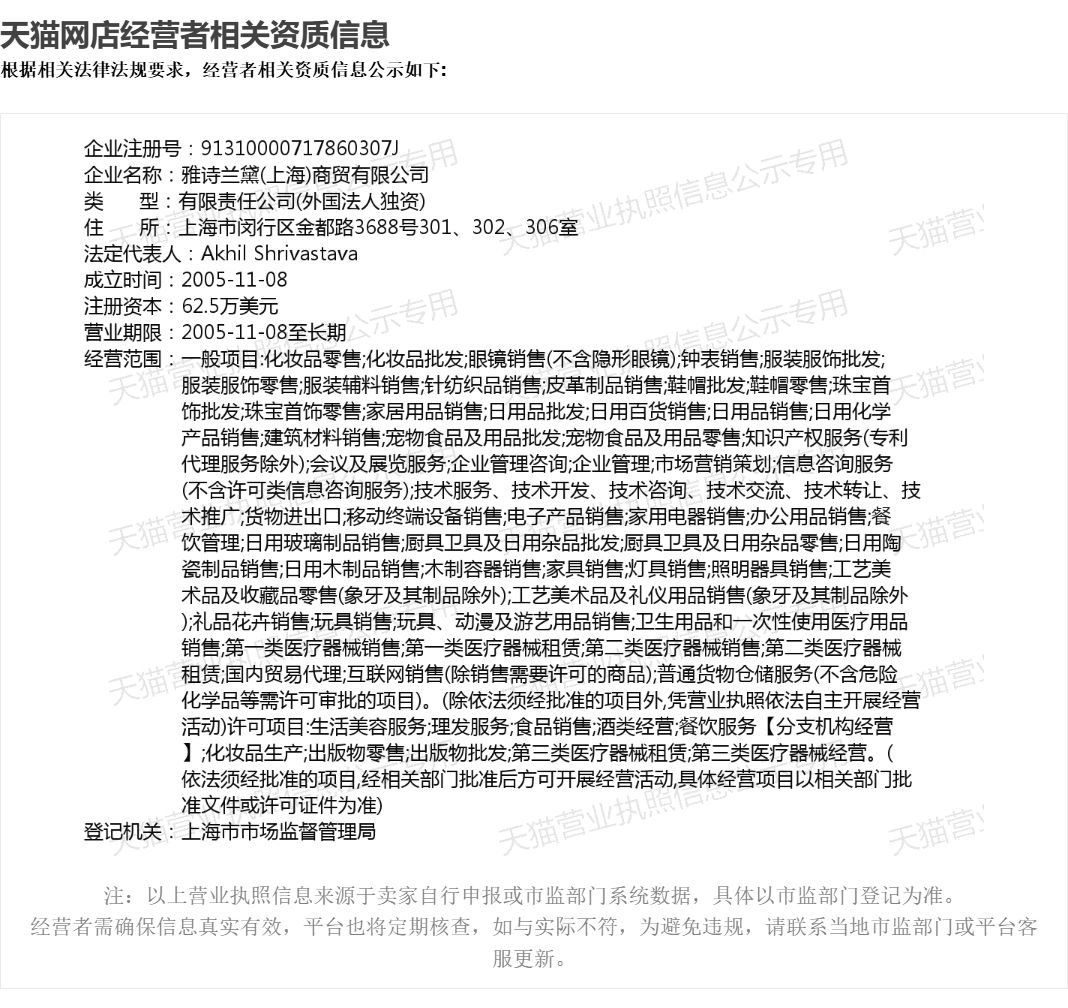 天猫网店经营者相关资质信息
根据相关法律法规要求，经营者相关资质信息公示如下:
企业注册号：91310000717860307J
企业名称：雅诗兰黛(上海)商贸有限公司
类 型：有限责任公司(外国法人独资)
住 所：上海市闵行区金都路3688号301、302、306室
法定代表人：Akhil Shrivastava
成立时间：2005-11-08
注册资本：62.5万美元
营业期限：2005-11-08至长期
经营范围：一般项目:化妆品零售;化妆品批发;眼镜销售(不含隐形眼镜);钟表销售;服装服饰批发;
服装服饰零售;服装辅料销售;针纺织品销售;皮革制品销售;鞋帽批发;鞋帽零售;珠宝首
饰批发;珠宝首饰零售;家居用品销售;日用品批发;日用百货销售;日用品销售;日用化学
产品销售;建筑材料销售;宠物食品及用品批发;宠物食品及用品零售;知识产权服务(专利
代理服务除外);会议及展览服务;企业管理咨询;企业管理;市场营销策划;信息咨询服务
(不含许可类信息咨询服务);技术服务、技术开发、技术咨询、技术交流、技术转让、技
术推广;货物进出口;移动终端设备销售;电子产品销售;家用电器销售;办公用品销售;餐
饮管理;日用玻璃制品销售;厨具卫具及日用杂品批发;厨具卫具及日用杂品零售;日用陶
瓷制品销售;日用木制品销售;木制容器销售;家具销售;灯具销售;照明器具销售;工艺美
术品及收藏品零售(象牙及其制品除外);工艺美术品及礼仪用品销售(象牙及其制品除外
);礼品花卉销售;玩具销售;玩具、动漫及游艺用品销售;卫生用品和一次性使用医疗用品
销售;第一类医疗器械销售;第一类医疗器械租赁;第二类医疗器械销售;第二类医疗器械
租赁;国内贸易代理;互联网销售(除销售需要许可的商品);普通货物仓储服务(不含危险
化学品等需许可审批的项目)。(除依法须经批准的项目外,凭营业执照依法自主开展经营
活动)许可项目:生活美容服务;理发服务;食品销售;酒类经营;餐饮服务【分支机构经营
】;化妆品生产;出版物零售;出版物批发;第三类医疗器械租赁;第三类医疗器械经营。(
依法须经批准的项目,经相关部门批准后方可开展经营活动,具体经营项目以相关部门批
准文件或许可证件为准)
登记机关：上海市市场监督管理局
注：以上营业执照信息来源于卖家自行申报或市监部门系统数据，具体以市监部门登记为准。
经营者需确保信息真实有效，平台也将定期核查，如与实际不符，为避免违规，请联系当地市监部门或平台客
服更新。